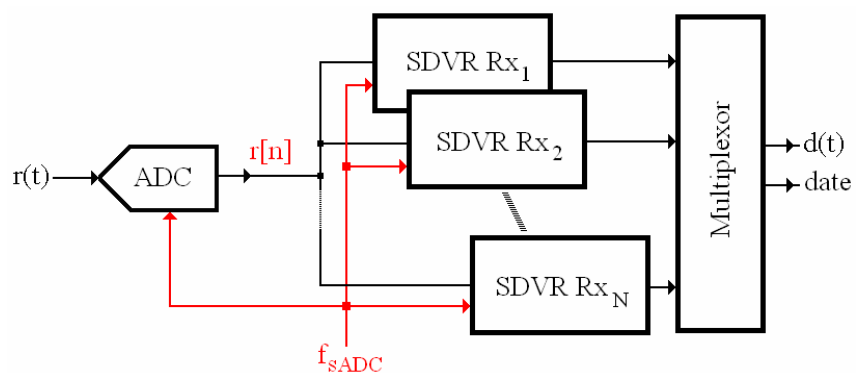 SDVR Rx1
r[n]
SDVR Rx2
r(t)
ADC
d(t)
date
Multiplexor
SDVR RxN
fsADC